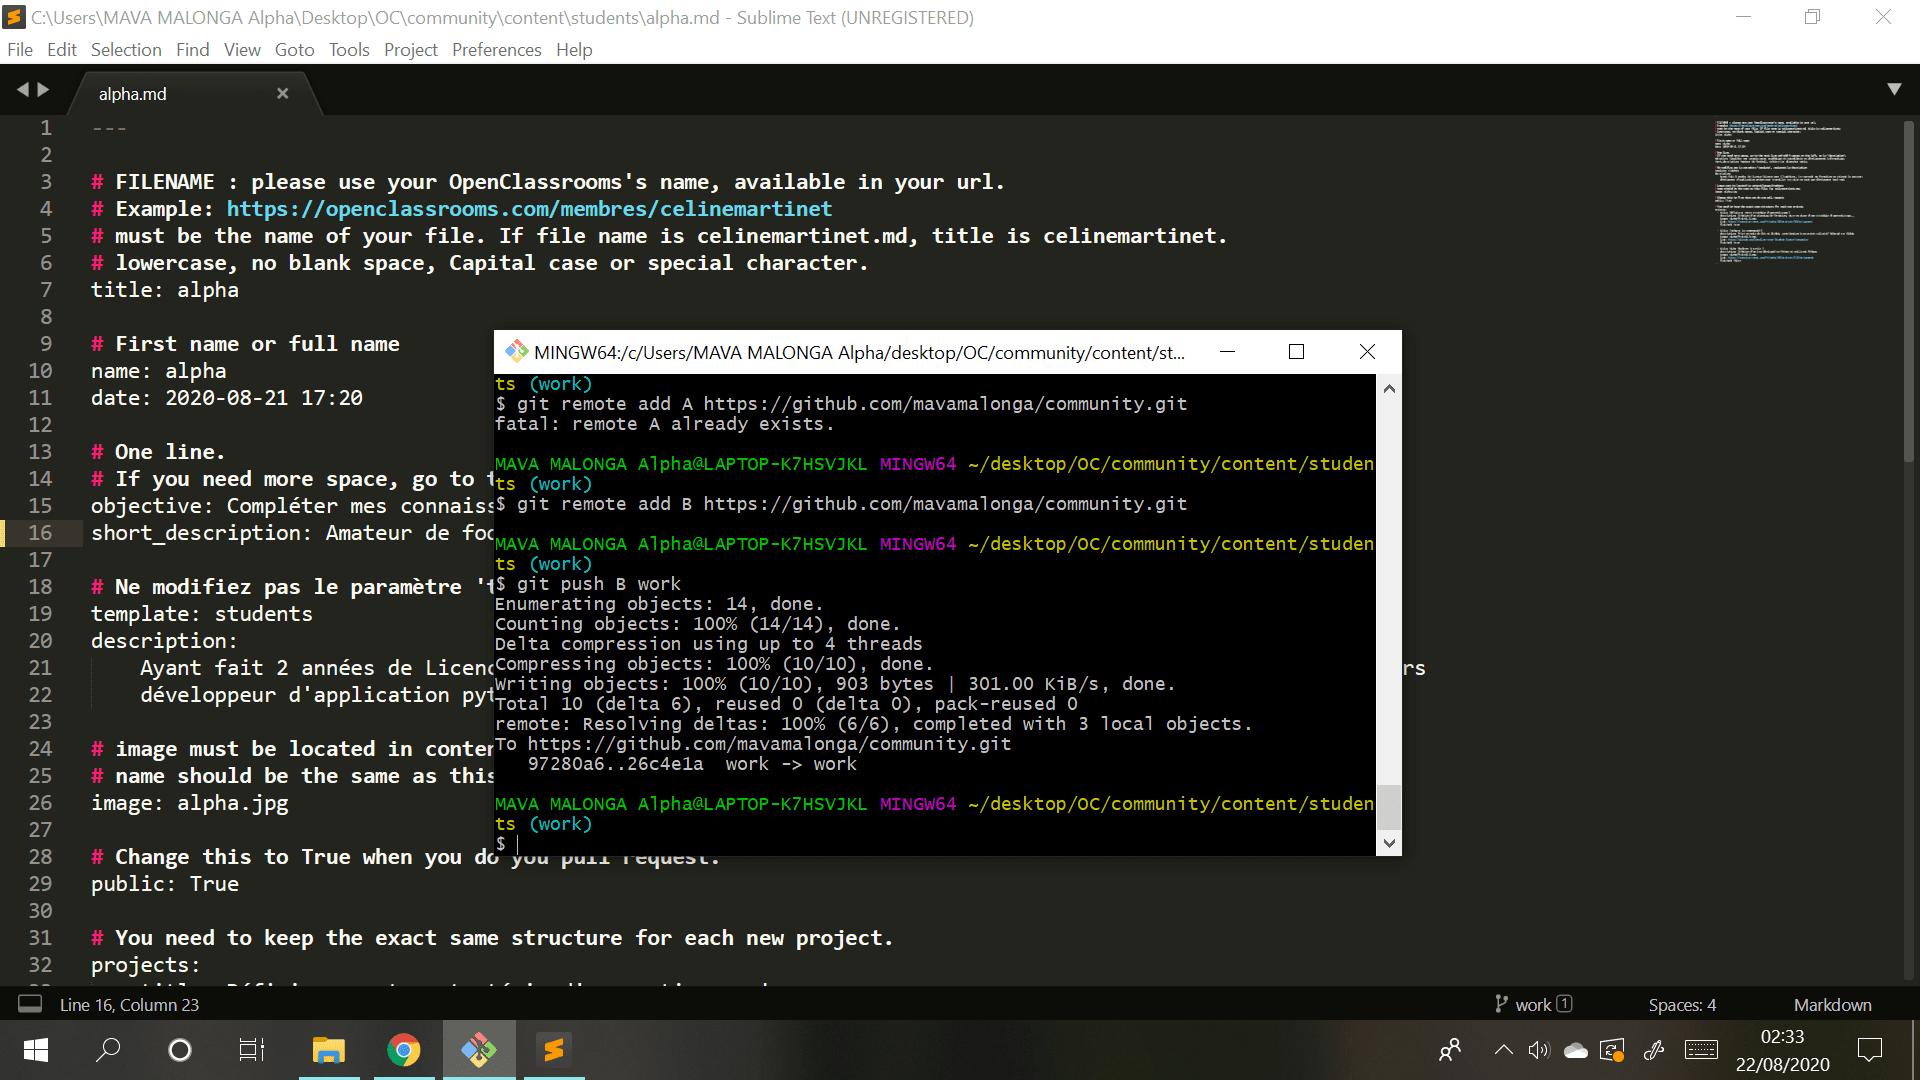 C:\Users\MAVA MALONGA Alpha\Desktop\OC\community\content\students\alpha.md - Sublime Text (UNREGISTERED)
File Edit Selection Find View Goto Tools Project Preferences Help
alpha.md
1 ---
2
3 # FILENAME : please use your OpenClassrooms's name, available in your url.
4 # Example: https://openclassrooms.com/membres/celinemartinet
5 # must be the name of your file. If file name is celinemartinet.md, title is celinemartinet.
6 # lowercase, no blank space, Capital case or special character.
7 title: alpha
8
9 # First name or full name
10 name: alpha
11 date: 2020-08-21 17:20
12
13 # One line.
14 # If you need more space, go to
15 objective: Compléter mes connaiss
16 short_description: Amateur de foo
17
18 # Ne modifiez pas le paramètre
19 template: students
20 description:
21 Ayant fait 2 années de Licenc rs
22 développeur d'application pyt
23
24 # image must be located in conten
25 # name should be the same as this
26 image: alpha.jpg
27
28 # Change this to True when you do you pull request.
29 public: True
30
31 # You need to keep the exact same structure for each new project.
32 projects:
MINGW64:/c/Users/MAVA MALONGA Alpha/desktop/OC/community/content/st...
ts (work)
$ git remote add A https://github.com/mavamalonga/community.git
fatal: remote A already exists.
MAVA MALONGA Alpha@LAPTOP-K7HSVJKL MINGW64 ~/desktop/OC/community/content/studen
ts (work)
$ git remote add B https://github.com/mavamalonga/community.git
MAVA MALONGA Alpha@LAPTOP-K7HSVJKL MINGW64 ~/desktop/OC/community/content/studen
ts (work)
$ git push B work
Enumerating objects: 14, done.
Counting objects: 100% (14/14), done.
Delta compression using up to 4 threads
Compressing objects: 100% (10/10), done.
Writing objects: 100% (10/10), 903 bytes | 301.00 KiB/s, done.
Total 10 (delta 6), reused 0 (delta 0), pack-reused 0
remote: Resolving deltas: 100% (6/6), completed with 3 local objects.
To https://github.com/mavamalonga/community.git
97280a6..26c4e1a work -> work
MAVA MALONGA Alpha@LAPTOP-K7HSVJKL MINGW64 ~/desktop/OC/community/content/studen
ts (work)
$
Line 16, Column 23
work 1
Spaces: 4
Markdown
02:33
22/08/2020